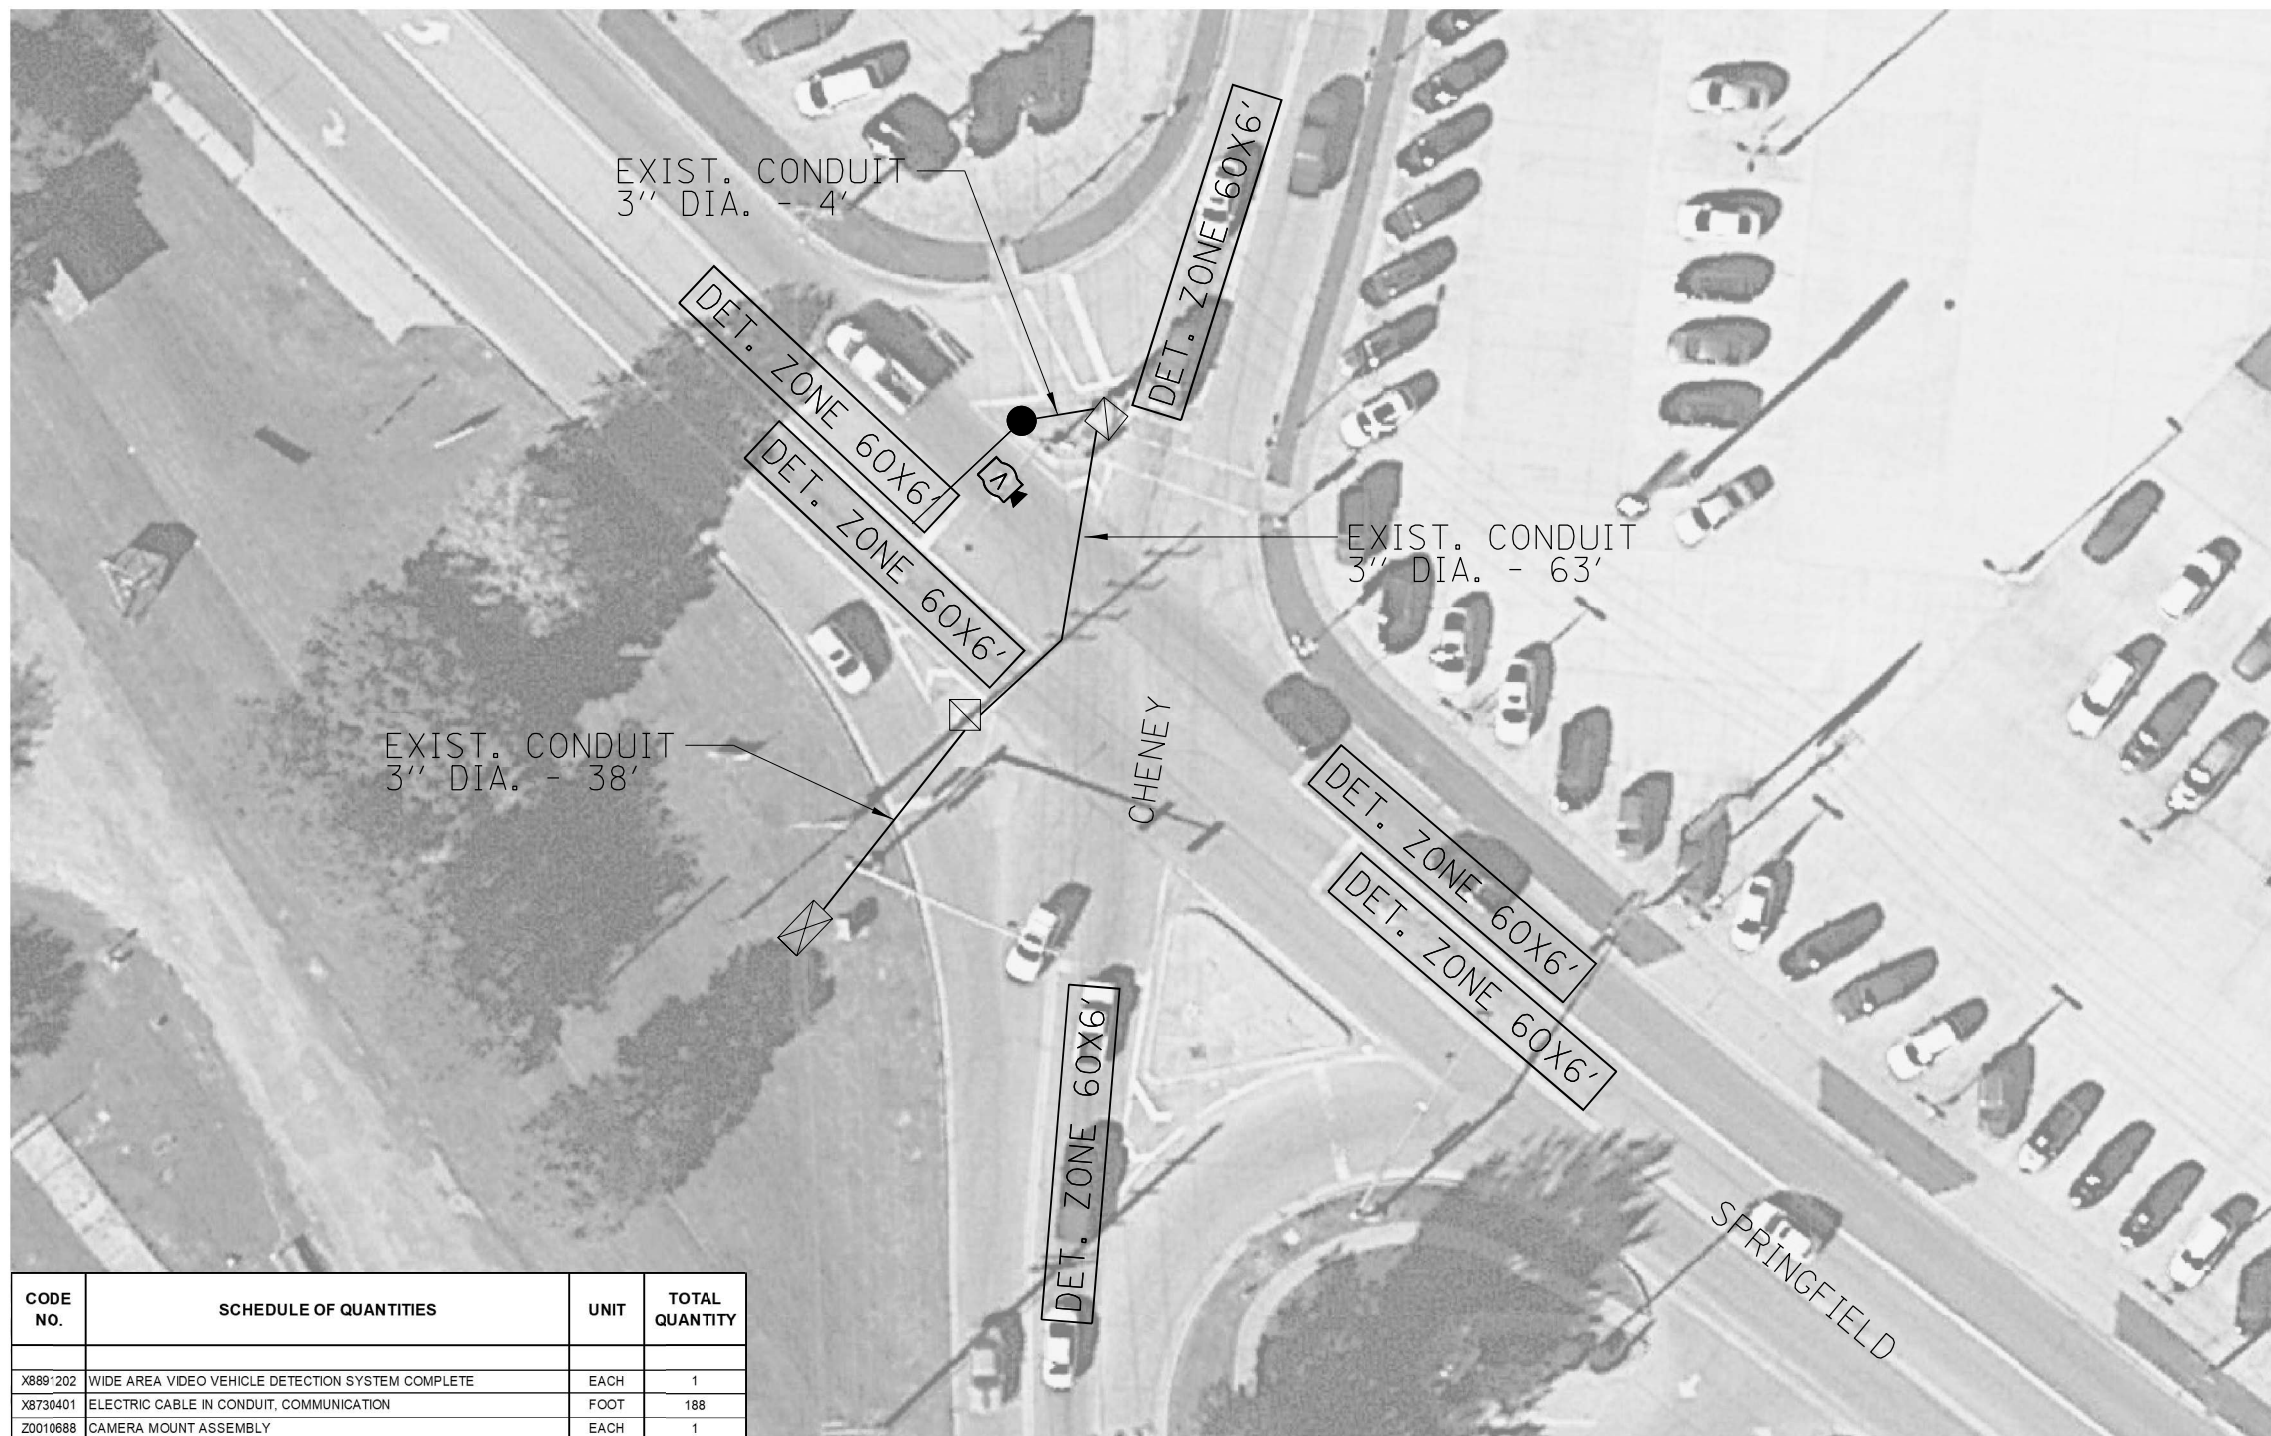 EXIST. CONDUIT
3" DIA. - 4'
DET. ZONE 60X6'
DET. ZONE 60X6'
DET. ZONE 60X6'
EXIST. CONDUIT
3" DIA. - 63'
EXIST. CONDUIT
3" DIA. - 38'
CHENEY
DET. ZONE 60X6'
DET. ZONE 60X6'
DET. ZONE 60X6'
SPRINGFIELD
CODE NO. SCHEDULE OF QUANTITIES UNIT TOTAL QUANTITY
X8891202 WIDE AREA VIDEO VEHICLE DETECTION SYSTEM COMPLETE EACH 1
X8730401 ELECTRIC CABLE IN CONDUIT, COMMUNICATION FOOT 188
Z0010688 CAMERA MOUNT ASSEMBLY EACH 1